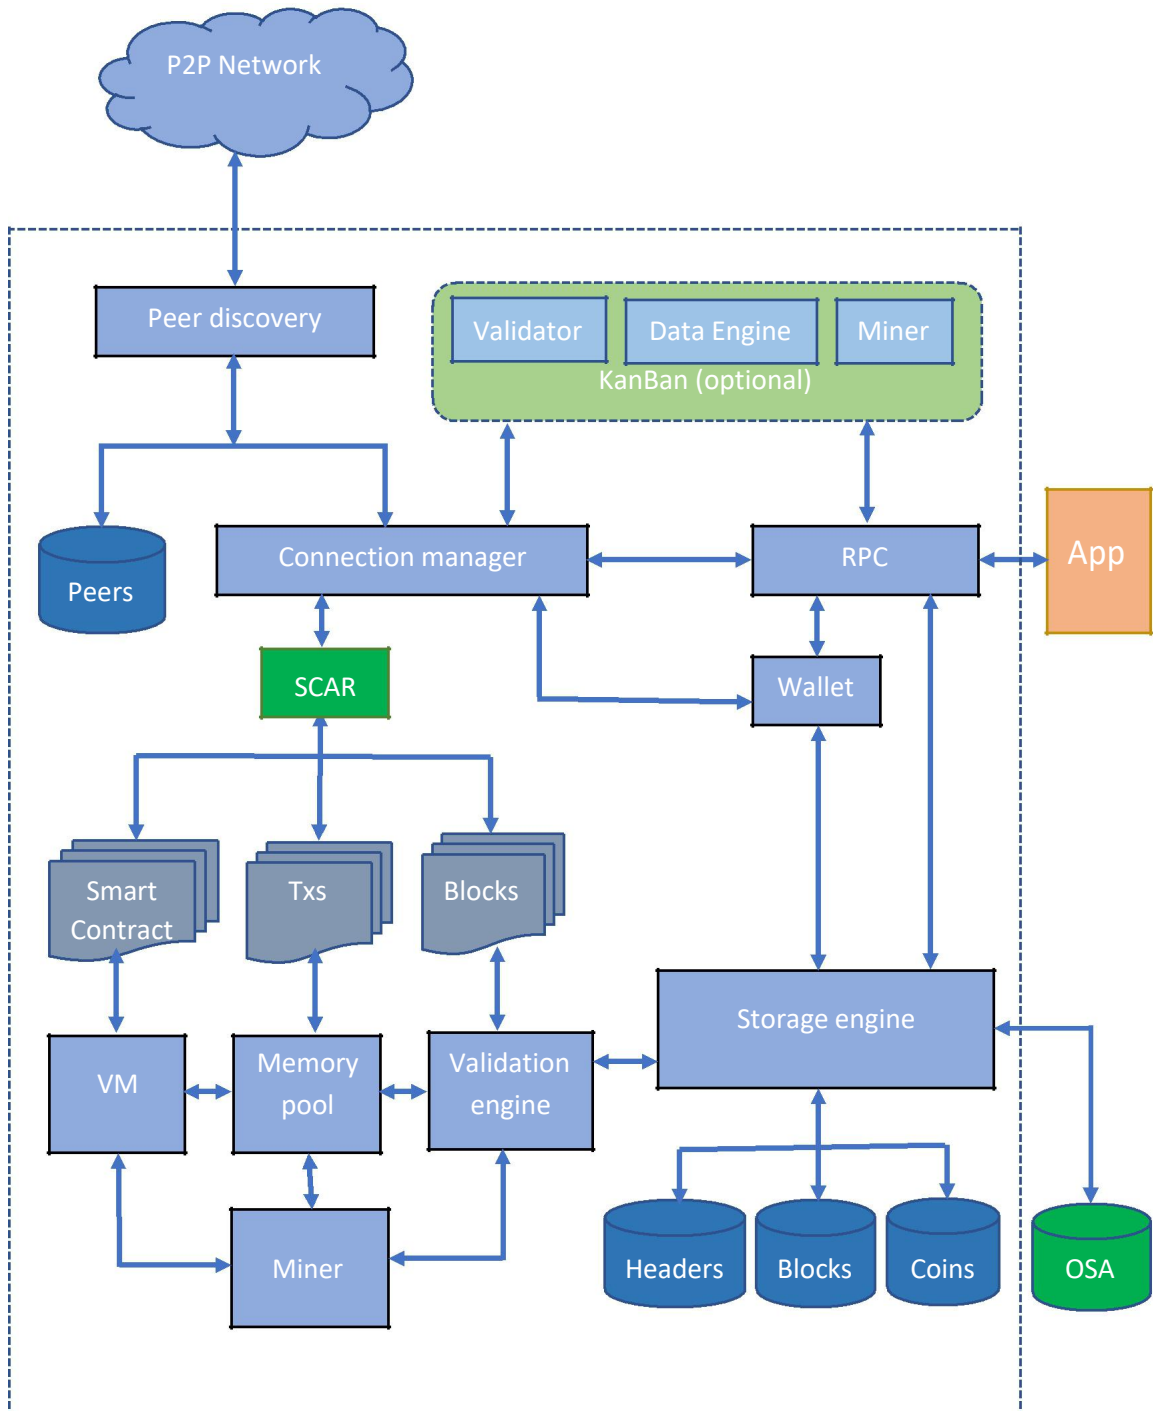 P2P Network
Peer discovery
Validator
Data Engine
Miner
KanBan (optional)
Connection manager
RPC
App
Peers
SCAR
Wallet
Smart
Contract
Txs
Blocks
Storage engine
VM
Memory
pool
Validation
engine
Miner
Headers
Blocks
Coins
OSA